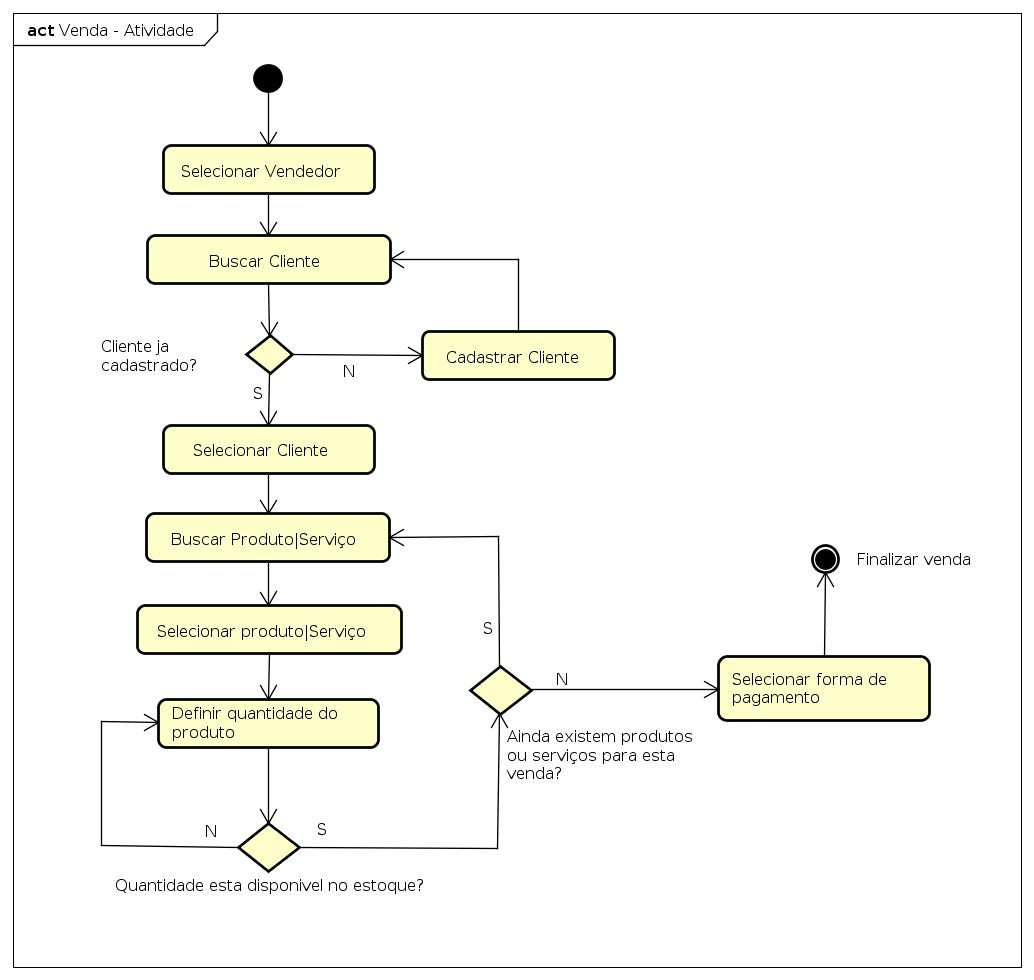 act Venda - Atividade
Selecionar Vendedor
Buscar Cliente
Cliente ja
cadastrado?
N
Cadastrar Cliente
S
Selecionar Cliente
Buscar Produto|Serviço
Selecionar produto|Serviço
Definir quantidade do
produto
N
S
Quantidade esta disponivel no estoque?
S
N
Ainda existem produtos
ou serviços para esta
venda?
Selecionar forma de
pagamento
Finalizar venda